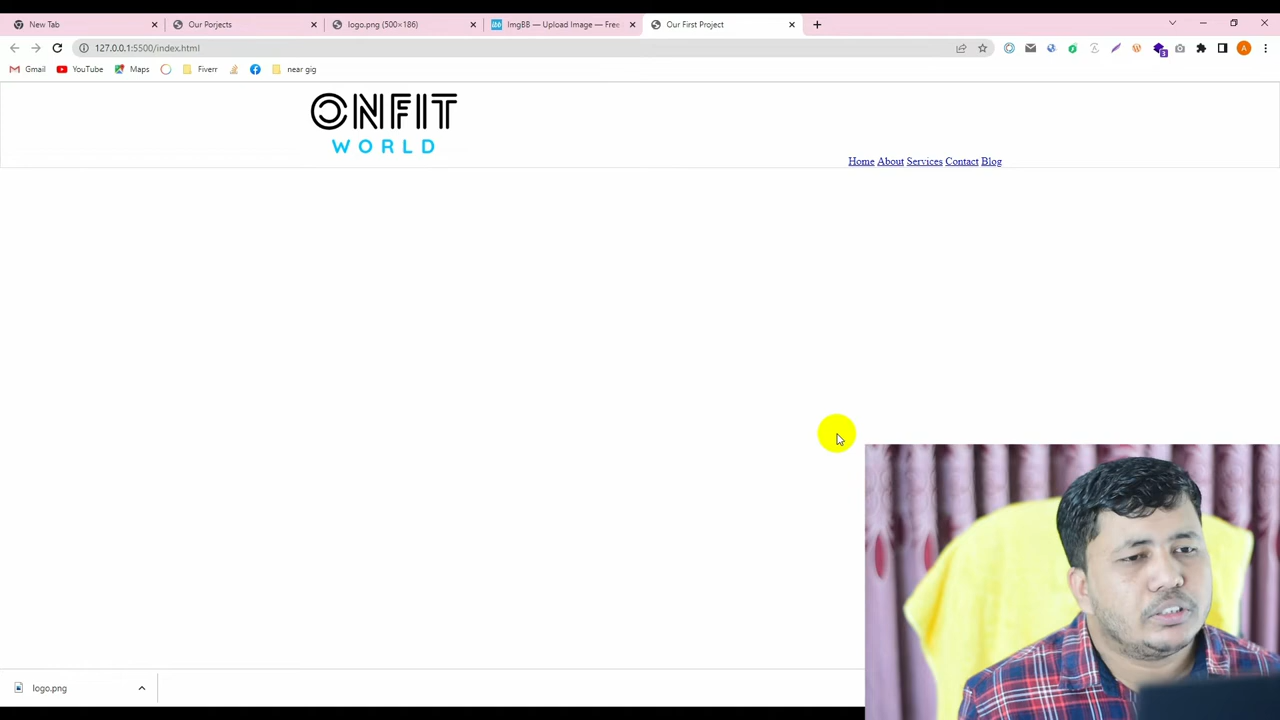 New Tab
Our Porjects
logo.png (500×186)
ImgBB — Upload Image — Free
Our First Project
127.0.0.1:5500/index.html
A
3
Gmail
YouTube
Maps
Fiverr
near gig
ONFIT
WORLD
Home About Services Contact Blog
logo.png